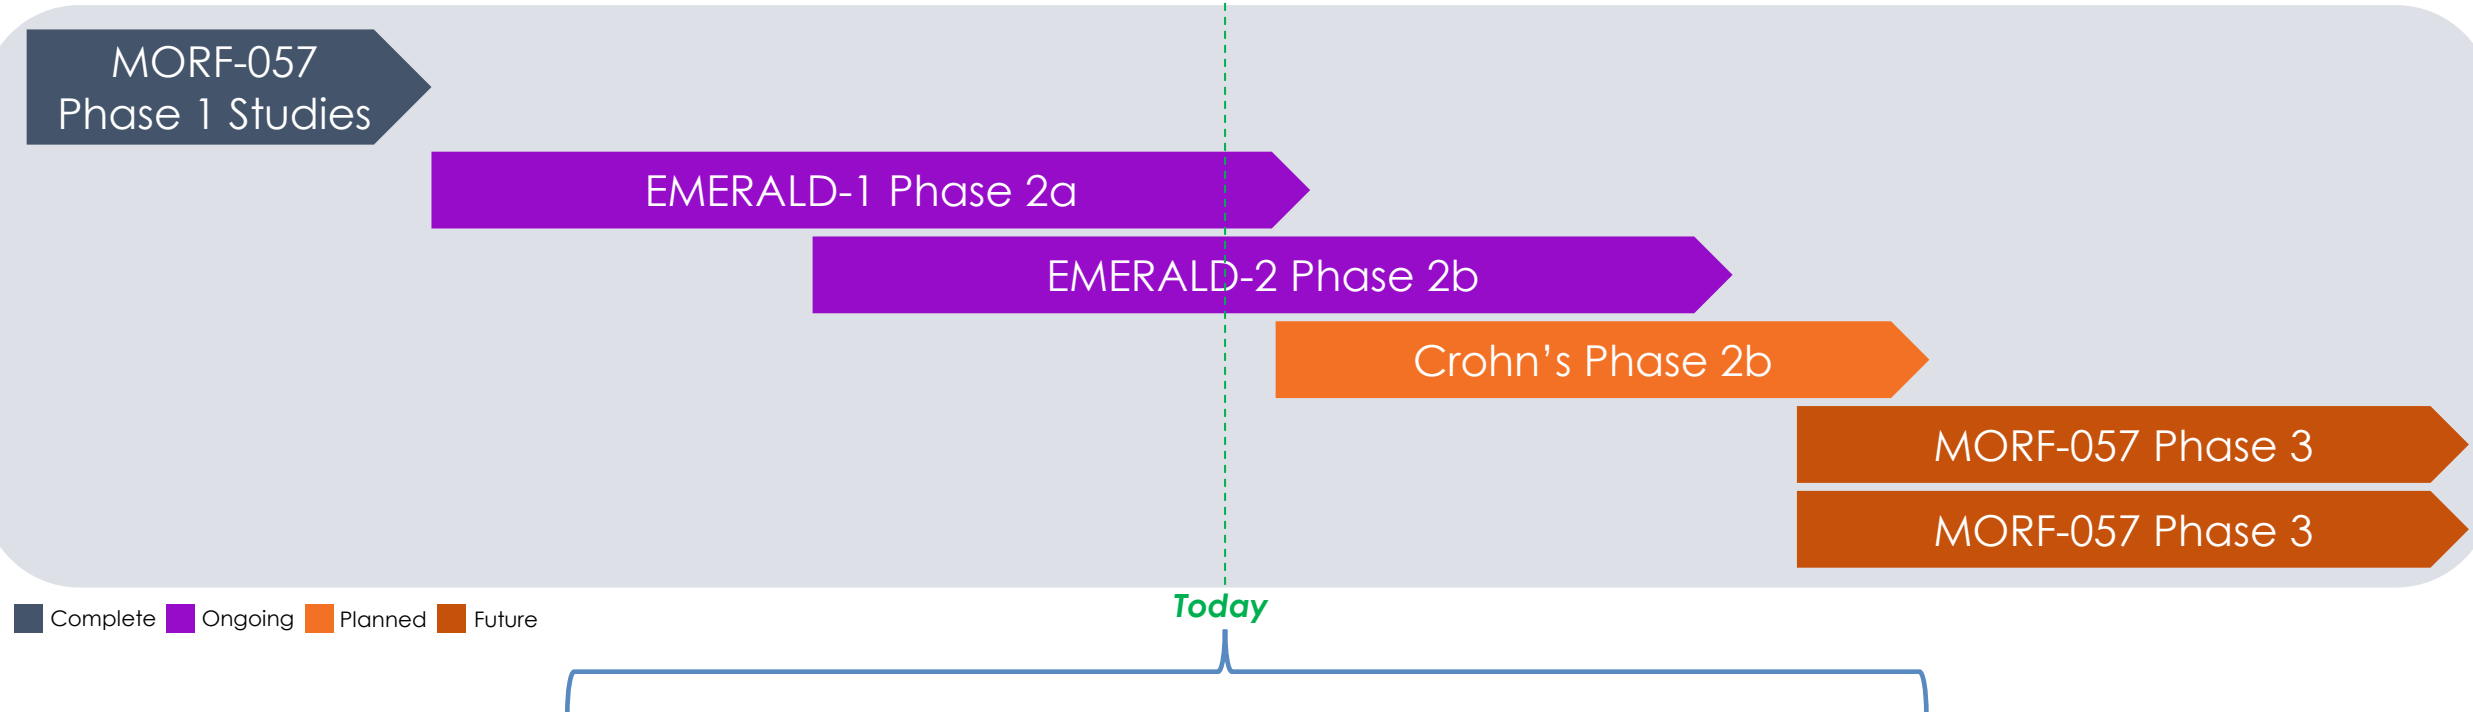 MORF-057
Phase 1 Studies
EMERALD-1 Phase 2a
EMERALD-2 Phase 2b
Crohn’s Phase 2b
MORF-057 Phase 3
MORF-057 Phase 3
Complete Ongoing Planned Future
Today